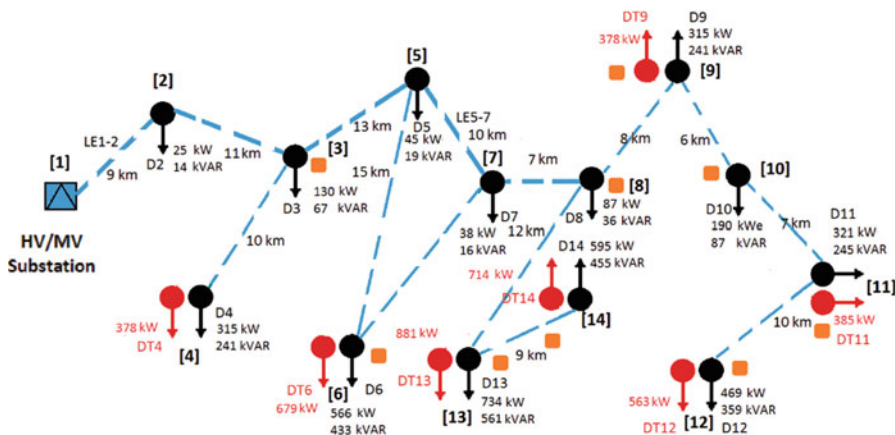 [1]
HV/MV
Substation
LE1-2
9 km
[2]
D2
25 kW
14 kVAR
11km
[3]
D3
130 kW
67 kVAR
10 km
378 kW
DT4
D4
315 kW
241 kVAR
[4]
13 km
[5]
D5
45 kW
19 kVAR
LE5-7
10 km
15 km
DT6
679 kW
[6]
D6
566 kW
433 kVAR
[7]
D7
38 kW
16 kVAR
7 km
12 km
[8]
D8
87 kW
36 kVAR
8 km
DT9
378 kW
D9
315 kW
241 kVAR
[9]
6 km
[10]
D10
190 kWe
87 kVAR
7 km
D11
321 kW
245 kVAR
[11]
385 kW
DT11
10 km
563 kW
DT12
[12]
469 kW
359 kVAR
D12
881 kW
DT13
[13]
D13
734 kW
561 kVAR
9 km
714 kW
DT14
D14
595 kW
455 kVAR
[14]